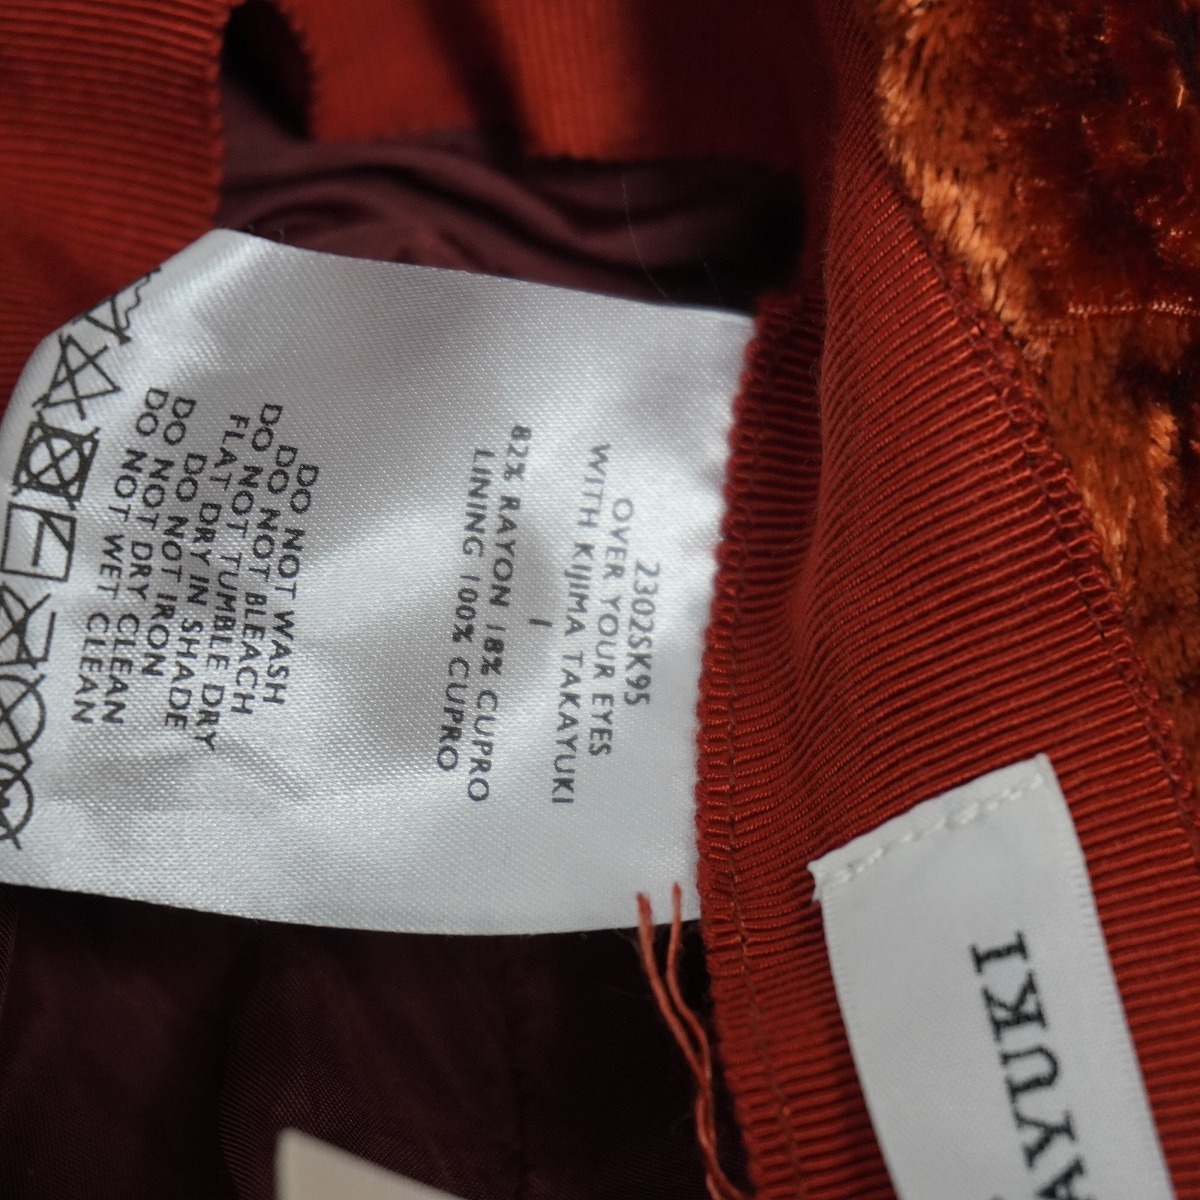 2302SK95
OVER YOUR EYES
WITH KIJIMA TAKAYUKI
1
82% RAYON 18% CUPRO
LINING 100% CUPRO
DO NOT WASH
DO NOT BLEACH
DO NOT TUMBLE DRY
FLAT DRY IN SHADE
DO NOT IRON
DO NOT DRY CLEAN
DO NOT WET CLEAN
AYUKI